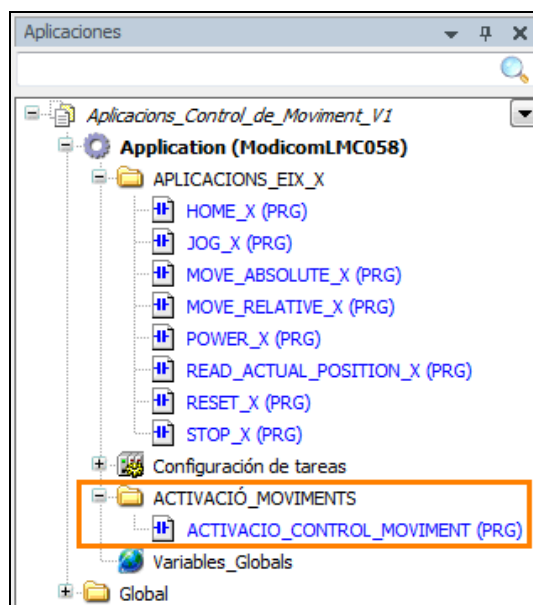 Aplicaciones
Aplicacions_Control_de_Moviment_V1
Application (ModicomLMC058)
APLICACIONS_EIX_X
HOME_X (PRG)
JOG_X (PRG)
MOVE_ABSOLUTE_X (PRG)
MOVE_RELATIVE_X (PRG)
POWER_X (PRG)
READ_ACTUAL_POSITION_X (PRG)
RESET_X (PRG)
STOP_X (PRG)
Configuración de tareas
ACTIVACIÓ_MOVIMENTS
ACTIVACIO_CONTROL_MOVIMENT (PRG)
Variables_Globals
Global